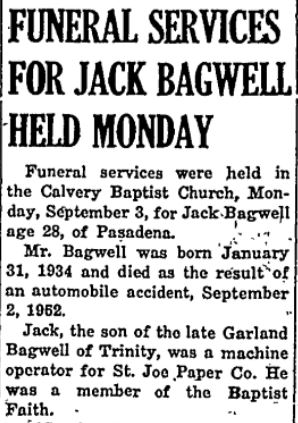 FUNERAL SERVICES
FOR JACK BAGWELL
HELD MONDAY
Funeral services were held in
the Calvery Baptist Church, Mon-
day, September 3, for Jack Bagwell
age 28, of Pasadena.
Mr. Bagwell was born January
31, 1934 and died as the result of
an automobile accident, September
2, 1962.
Jack, the son of the late Garland
Bagwell of Trinity, was a machine
operator for St. Joe Paper Co. He
was a member of the Baptist
Faith.